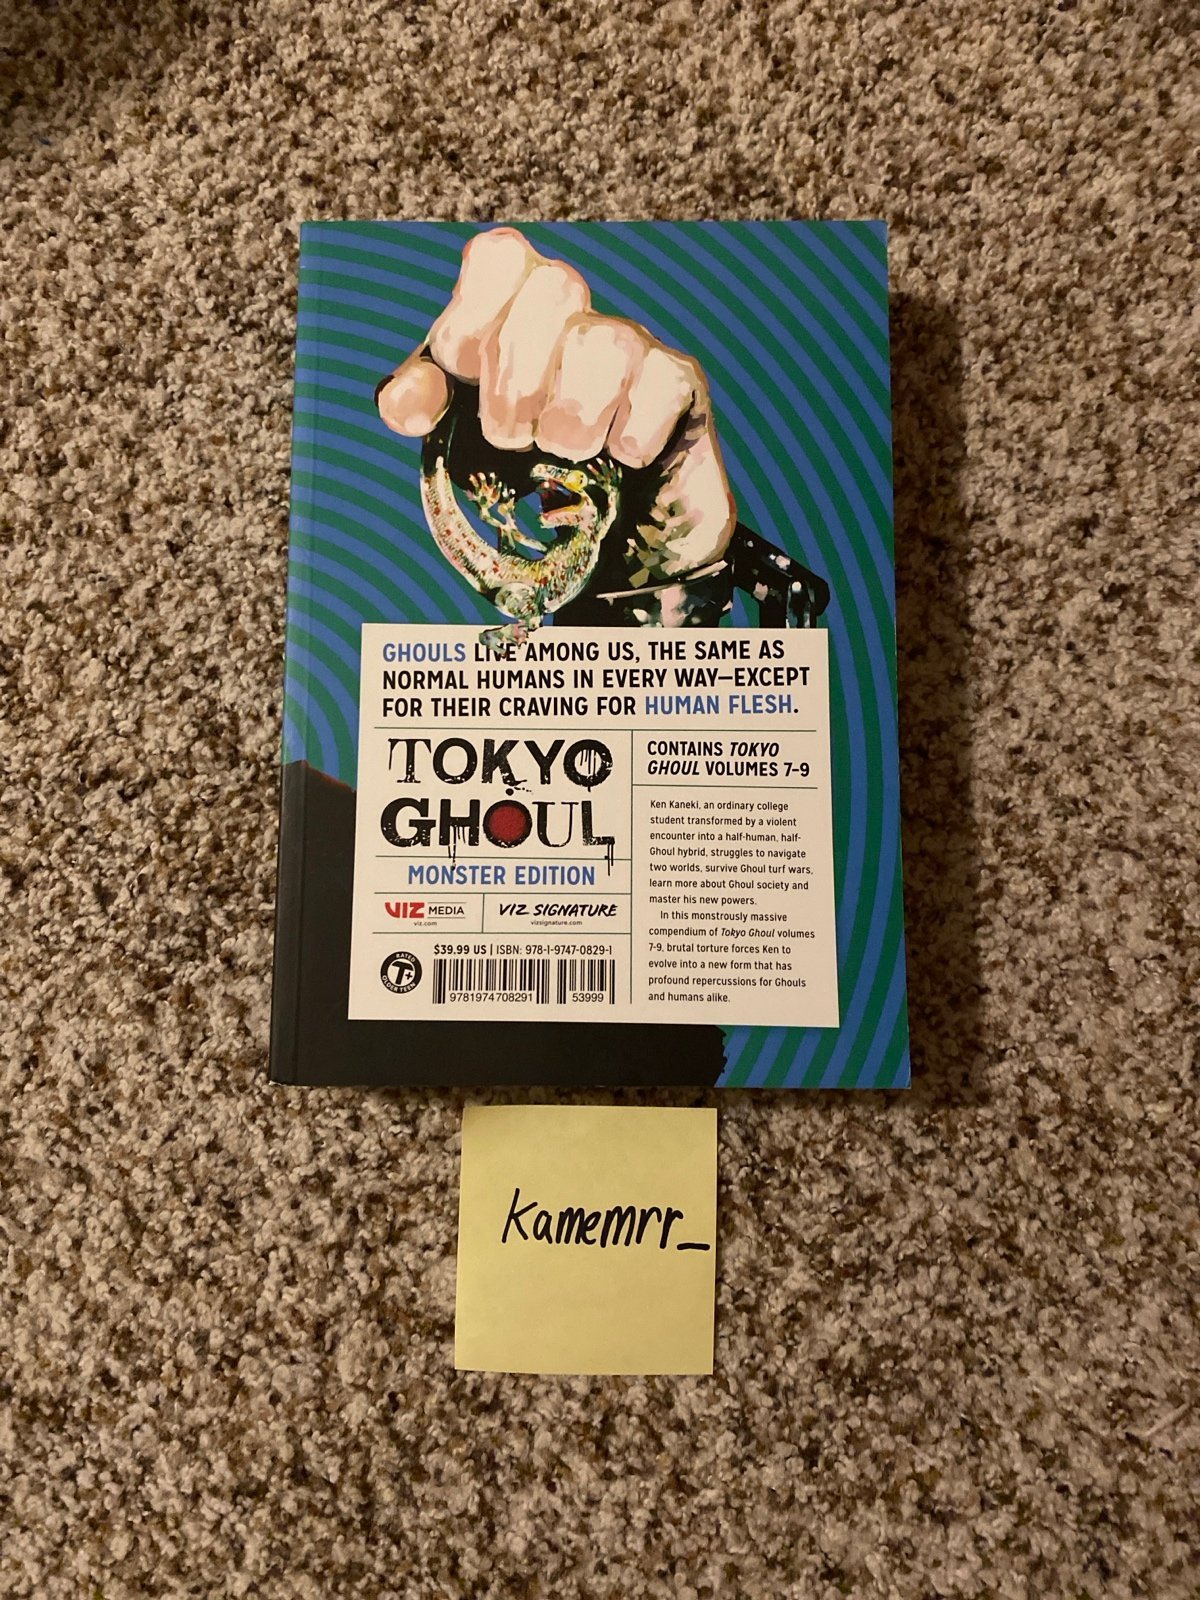 GHOULS LIVE AMONG US, THE SAME AS
NORMAL HUMANS IN EVERY WAY—EXCEPT
FOR THEIR CRAVING FOR HUMAN FLESH.
TOKYO
GHOUL
MONSTER EDITION
VIZ MEDIA
viz.com
VIZ SIGNATURE
vizsignature.com
$39.99 US | ISBN: 978-1-9747-0829-1
RATED
T+
OLDER TEEN
9781974708291
53999
CONTAINS TOKYO
GHOUL VOLUMES 7-9
Ken Kaneki, an ordinary college
student transformed by a violent
encounter into a half-human, half-
Ghoul hybrid, struggles to navigate
two worlds, survive Ghoul turf wars,
learn more about Ghoul society and
master his new powers.
In this monstrously massive
compendium of Tokyo Ghoul volumes
7-9, brutal torture forces Ken to
evolve into a new form that has
profound repercussions for Ghouls
and humans alike.
Kamemrr_